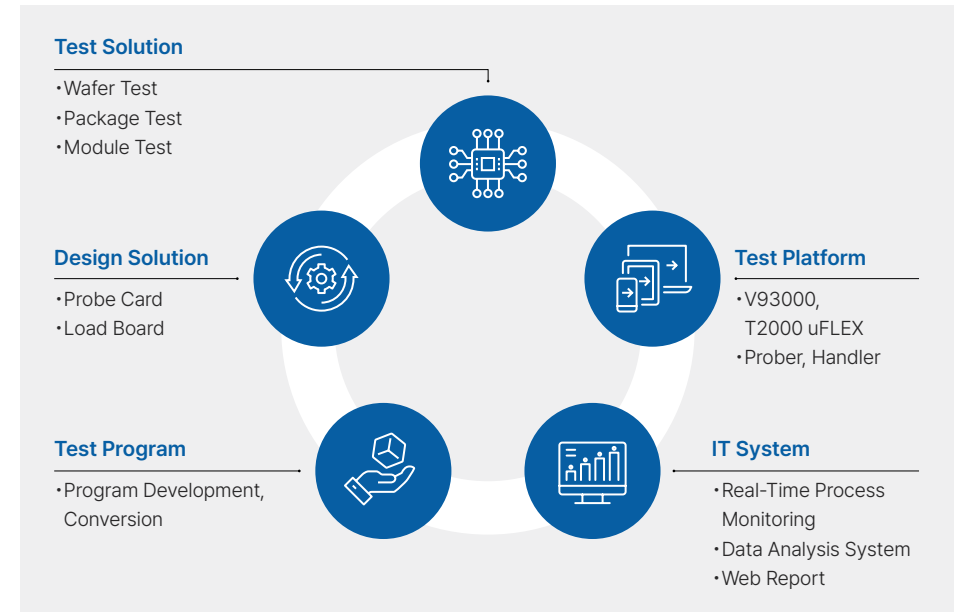 Test Solution
·Wafer Test
·Package Test
·Module Test
Design Solution
·Probe Card
·Load Board
Test Platform
·V93000,
T2000 uFLEX
·Prober, Handler
Test Program
·Program Development,
Conversion
IT System
·Real-Time Process
Monitoring
·Data Analysis System
·Web Report